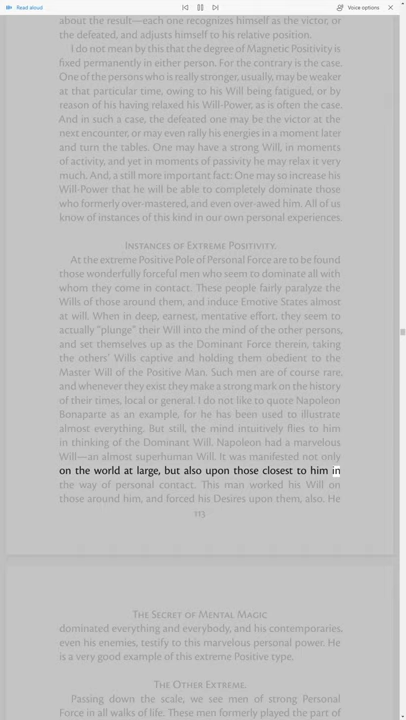 Read aloud
Voice options
about the result—each one recognizes himself as the victor, or
the defeated, and adjusts himself to his relative position.
I do not mean by this that the degree of Magnetic Positivity is
fixed permanently in either person. For the contrary is the case.
One of the persons who is really stronger, usually, may be weaker
at that particular time, owing to his Will being fatigued, or by
reason of his having relaxed his Will-Power, as is often the case.
And in such a case, the defeated one may be the victor at the
next encounter, or may even rally his energies in a moment later
and turn the tables. One may have a strong Will, in moments
of activity, and yet in moments of passivity he may relax it very
much. And, a still more important fact: One may so increase his
Will-Power that he will be able to completely dominate those
who formerly over-mastered, and even over-awed him. All of us
know of instances of this kind in our own personal experiences.
Instances of Extreme Positivity.
At the extreme Positive Pole of Personal Force are to be found
those wonderfully forceful men who seem to dominate all with
whom they come in contact. These people fairly paralyze the
Wills of those around them, and induce Emotive States almost
at will. When in deep, earnest, mentative effort, they seem to
actually “plunge” their Will into the mind of the other persons,
and set themselves up as the Dominant Force therein, taking
the others’ Wills captive and holding them obedient to the
Master Will of the Positive Man. Such men are of course rare,
and whenever they exist they make a strong mark on the history
of their times, local or general. I do not like to quote Napoleon
Bonaparte as an example, for he has been used to illustrate
almost everything. But still, the mind intuitively flies to him
in thinking of the Dominant Will. Napoleon had a marvelous
Will—an almost superhuman Will. It was manifested not only
on the world at large, but also upon those closest to him in
the way of personal contact. This man worked his Will on
those around him, and forced his Desires upon them, also. He
113
The Secret of Mental Magic
dominated everything and everybody, and his contemporaries,
even his enemies, testify to this marvelous personal power. He
is a very good example of this extreme Positive type.
The Other Extreme.
Passing down the scale, we see men of strong Personal
Force in all walks of life. These men formerly played the part of